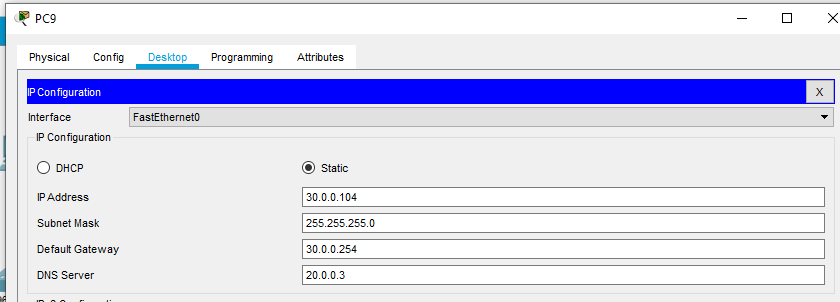 PC9
Physical Config Desktop Programming Attributes
IP Configuration X
Interface FastEthernet0
IP Configuration
DHCP Static
IP Address 30.0.0.104
Subnet Mask 255.255.255.0
Default Gateway 30.0.0.254
DNS Server 20.0.0.3